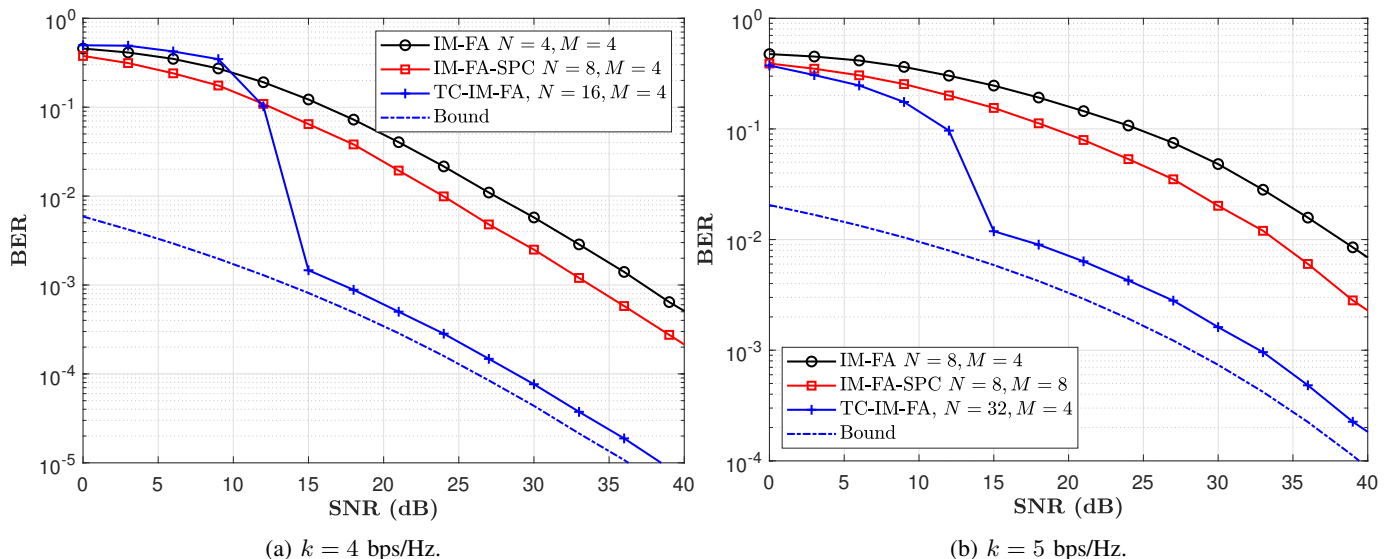 10^0
10^-1
10^-2
10^-3
10^-4
10^-5
BER
0 5 10 15 20 25 30 35 40
SNR (dB)
IM-FA N = 4, M = 4
IM-FA-SPC N = 8, M = 4
TC-IM-FA, N = 16, M = 4
Bound
(a) k = 4 bps/Hz.
10^0
10^-1
10^-2
10^-3
10^-4
BER
0 5 10 15 20 25 30 35 40
SNR (dB)
IM-FA N = 8, M = 4
IM-FA-SPC N = 8, M = 8
TC-IM-FA, N = 32, M = 4
Bound
(b) k = 5 bps/Hz.